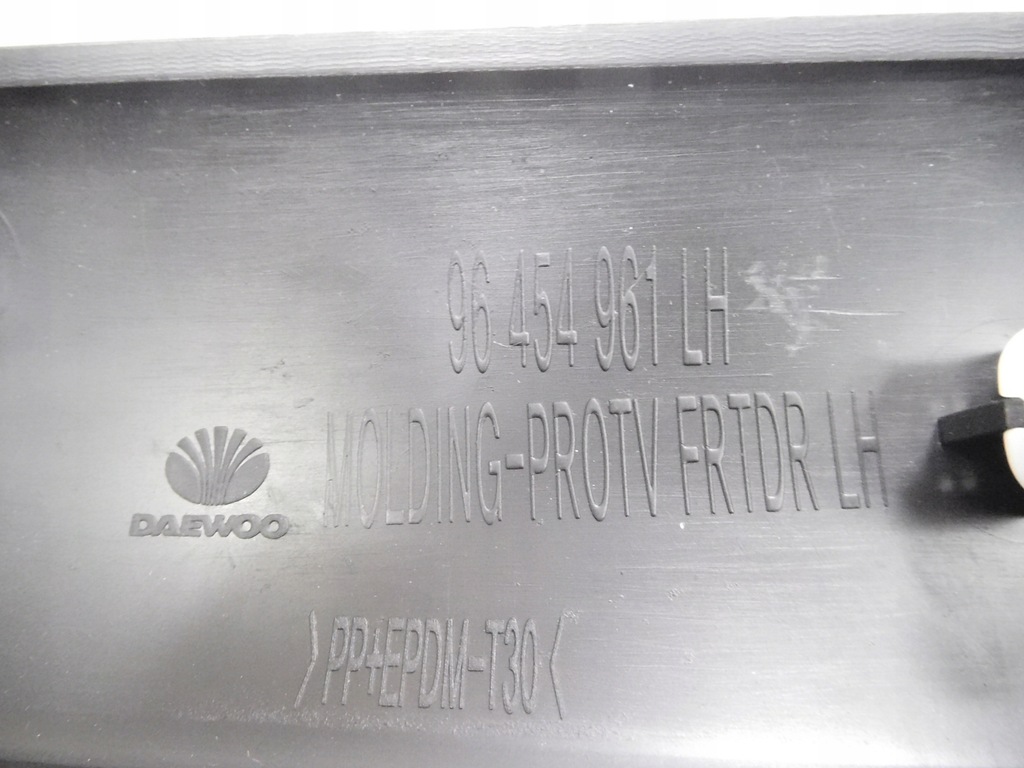 96 454 961 LH
MOLDING-PROTV FRTDR LH
DAEWOO
>PP+EPDM-T30<